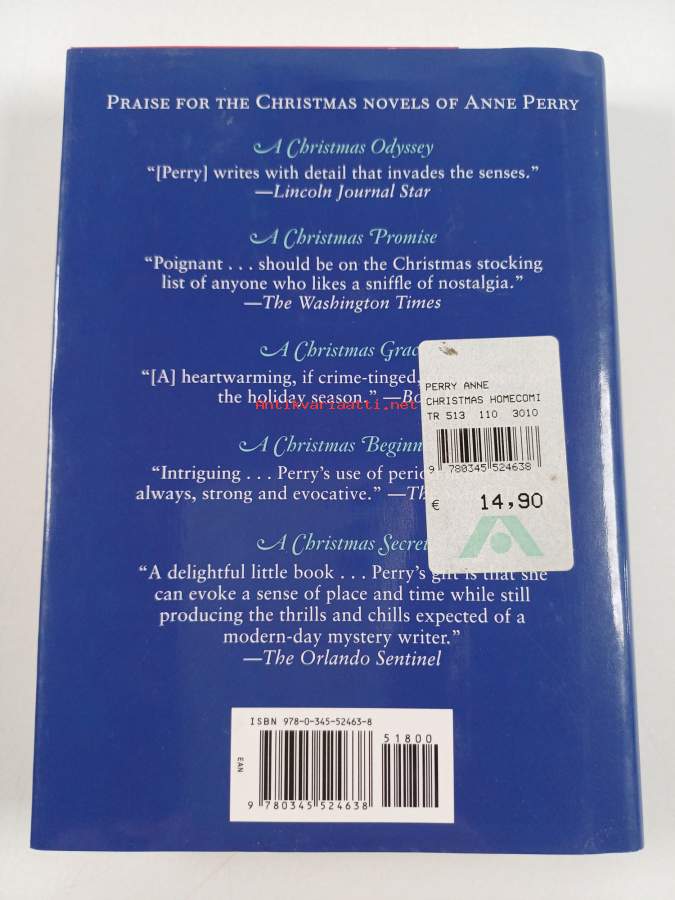 PRAISE FOR THE CHRISTMAS NOVELS OF ANNE PERRY
A Christmas Odyssey
“[Perry] writes with detail that invades the senses.”
—Lincoln Journal Star
A Christmas Promise
“Poignant . . . should be on the Christmas stocking
list of anyone who likes a sniffle of nostalgia.”
—The Washington Times
A Christmas
“[A] heartwarming, if crime-tinged,
the holiday season.”
Antikvariaatti.net
A Christmas
“Intriguing . . . Perry’s use of
always, strong and evocative.”
A Christmas Secret
“A delightful little book . . . Perry’s gift is that she
can evoke a sense of place and time while still
producing the thrills and chills expected of a
modern-day mystery writer.”
—The Orlando Sentinel
PERRY ANNE
CHRISTMAS HOMECOMI
TR 513 110 3010
9 780345 524638
€ 14,90
ISBN 978-0-345-52463-8
51800
EAN
9 780345 524638